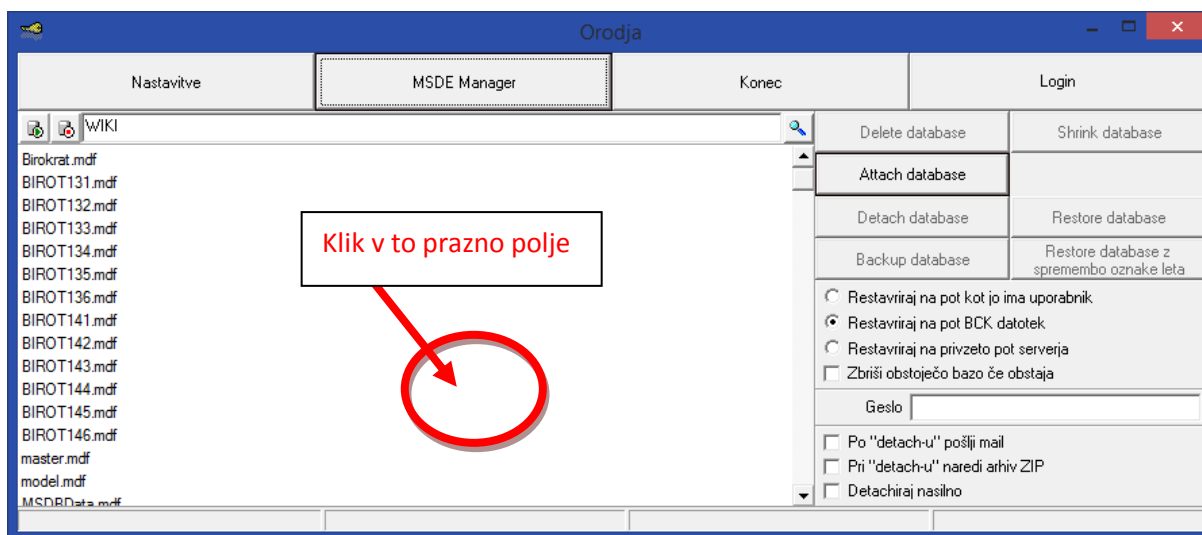 Orodja
Nastavitve
MSDE Manager
Konec
Login
WIKI
Birokrat.mdf
BIROT131.mdf
BIROT132.mdf
BIROT133.mdf
BIROT134.mdf
BIROT135.mdf
BIROT136.mdf
BIROT141.mdf
BIROT142.mdf
BIROT143.mdf
BIROT144.mdf
BIROT145.mdf
BIROT146.mdf
master.mdf
model.mdf
MSDBData.mdf
Klik v to prazno polje
Delete database
Shrink database
Attach database
Detach database
Restore database
Backup database
Restore database z
spremembo oznake leta
Restavriraj na pot kot jo ima uporabnik
Restavriraj na pot BCK datotek
Restavriraj na privzeto pot serverja
Zbriši obstoječo bazo če obstaja
Geslo
Po "detach-u" pošlji mail
Pri "detach-u" naredi arhiv ZIP
Detachiraj nasilno